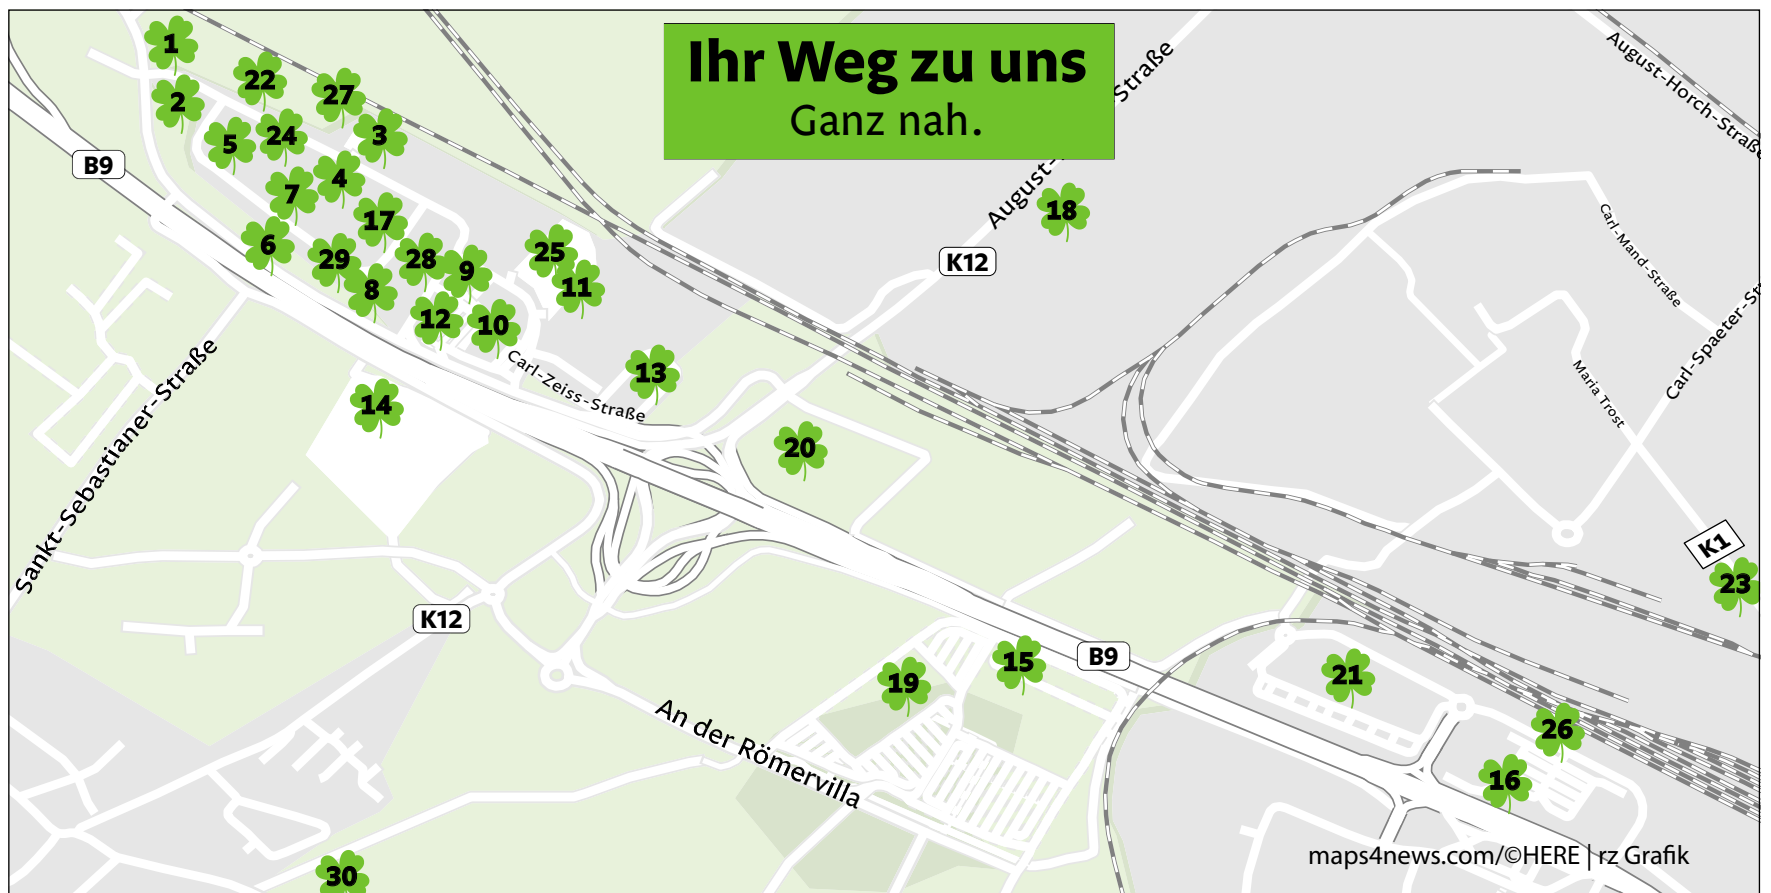 Ihr Weg zu uns
Ganz nah.
1
22
27
2
24
3
5
B9
4
7
17
6
29
28
9
25
8
11
12
10
18
August-
-Straße
K12
August-Horch-Straße
Carl-Mand-Straße
Carl-Spaeter-St
Maria Trost
K1
23
13
Carl-Zeiss-Straße
14
20
Sankt-Sebastianer-Straße
K12
15
B9
19
21
26
16
An der Römervilla
30
maps4news.com/©HERE | rz Grafik